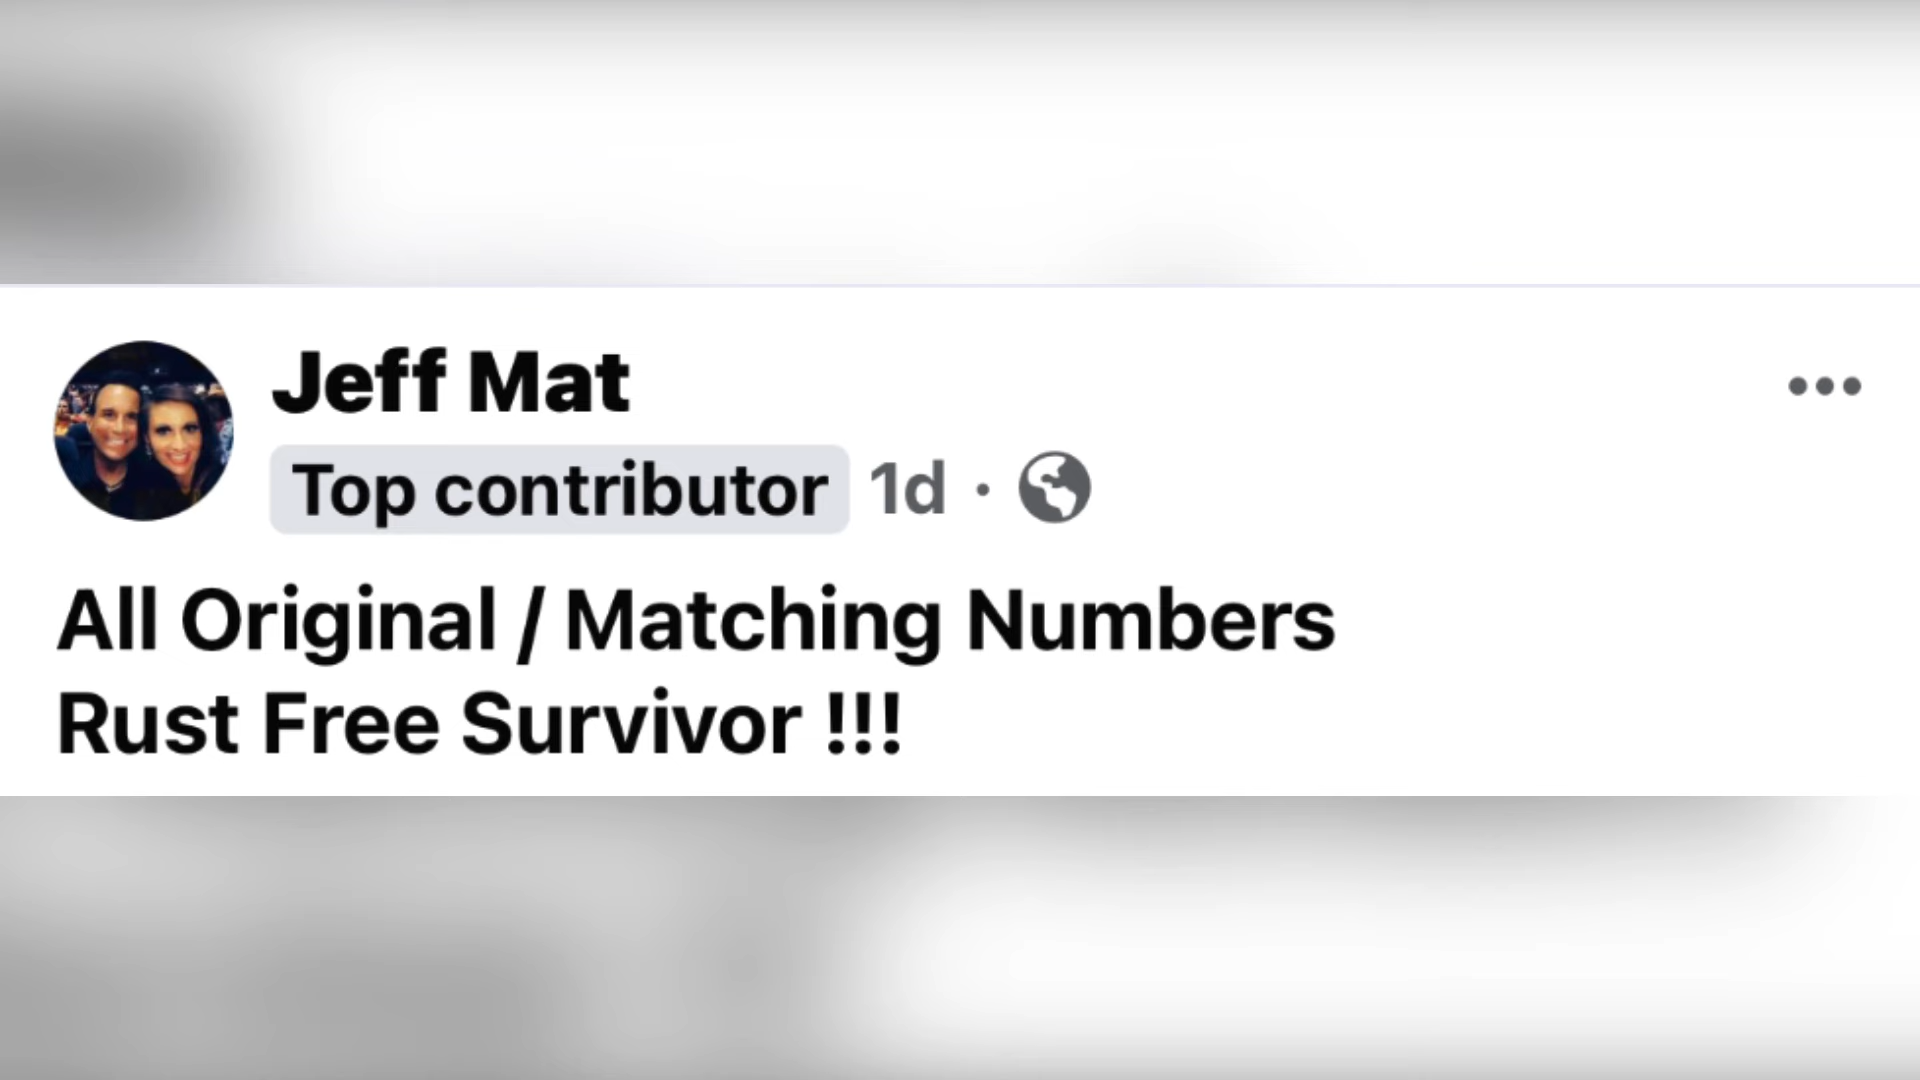 Jeff Mat
Top contributor 1d ·
All Original / Matching Numbers
Rust Free Survivor !!!